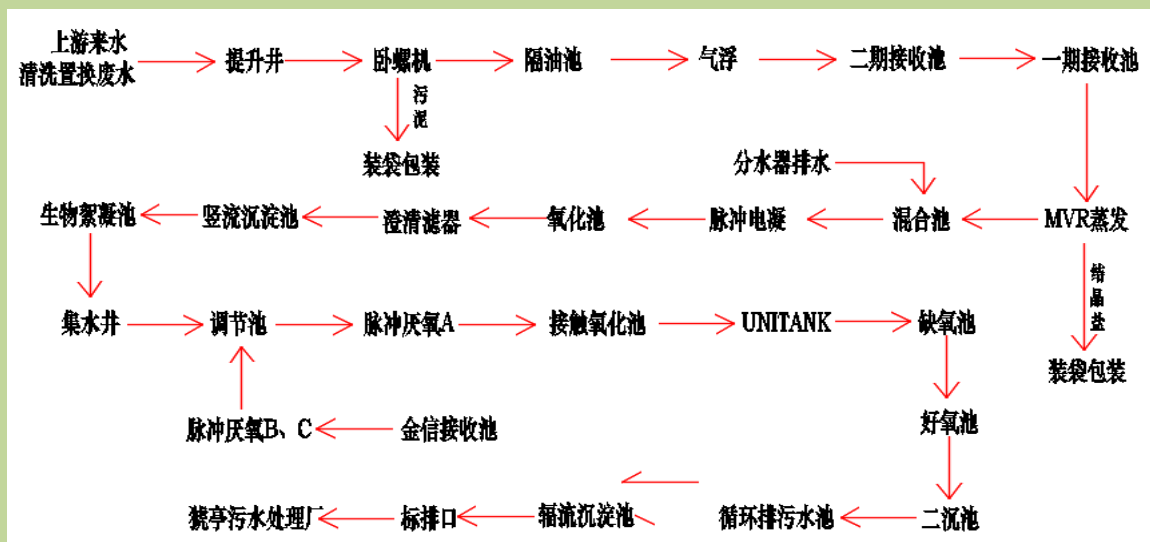 上游来水
清洗置换废水
提升井
卧螺机
隔油池
气浮
二期接收池
一期接收池
污泥
装袋包装
分水器排水
生物絮凝池
竖流沉淀池
澄清滤器
氧化池
脉冲电凝
混合池
MVR蒸发
结晶盐
集水井
调节池
脉冲厌氧A
接触氧化池
UNITANK
缺氧池
装袋包装
脉冲厌氧B、C
金信接收池
好氧池
猇亭污水处理厂
标排口
辐流沉淀池
循环排污水池
二沉池